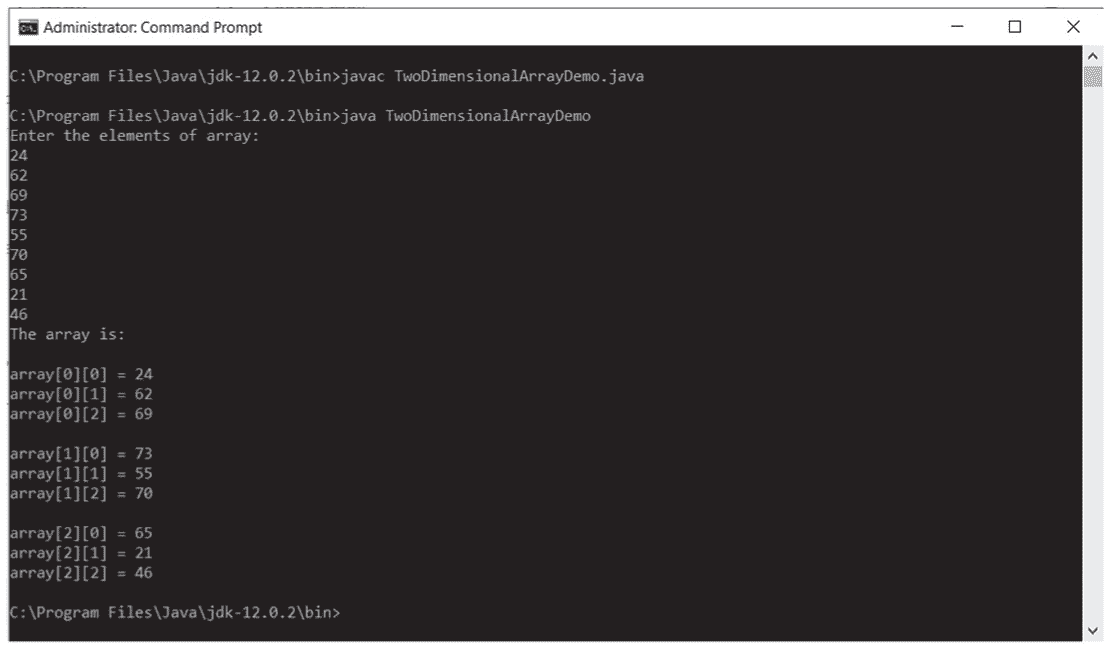 Administrator: Command Prompt
C:\Program Files\Java\jdk-12.0.2\bin>javac TwoDimensionalArrayDemo.java
C:\Program Files\Java\jdk-12.0.2\bin>java TwoDimensionalArrayDemo
Enter the elements of array:
24
62
69
73
55
70
65
21
46
The array is:
array[0][0] = 24
array[0][1] = 62
array[0][2] = 69
array[1][0] = 73
array[1][1] = 55
array[1][2] = 70
array[2][0] = 65
array[2][1] = 21
array[2][2] = 46
C:\Program Files\Java\jdk-12.0.2\bin>